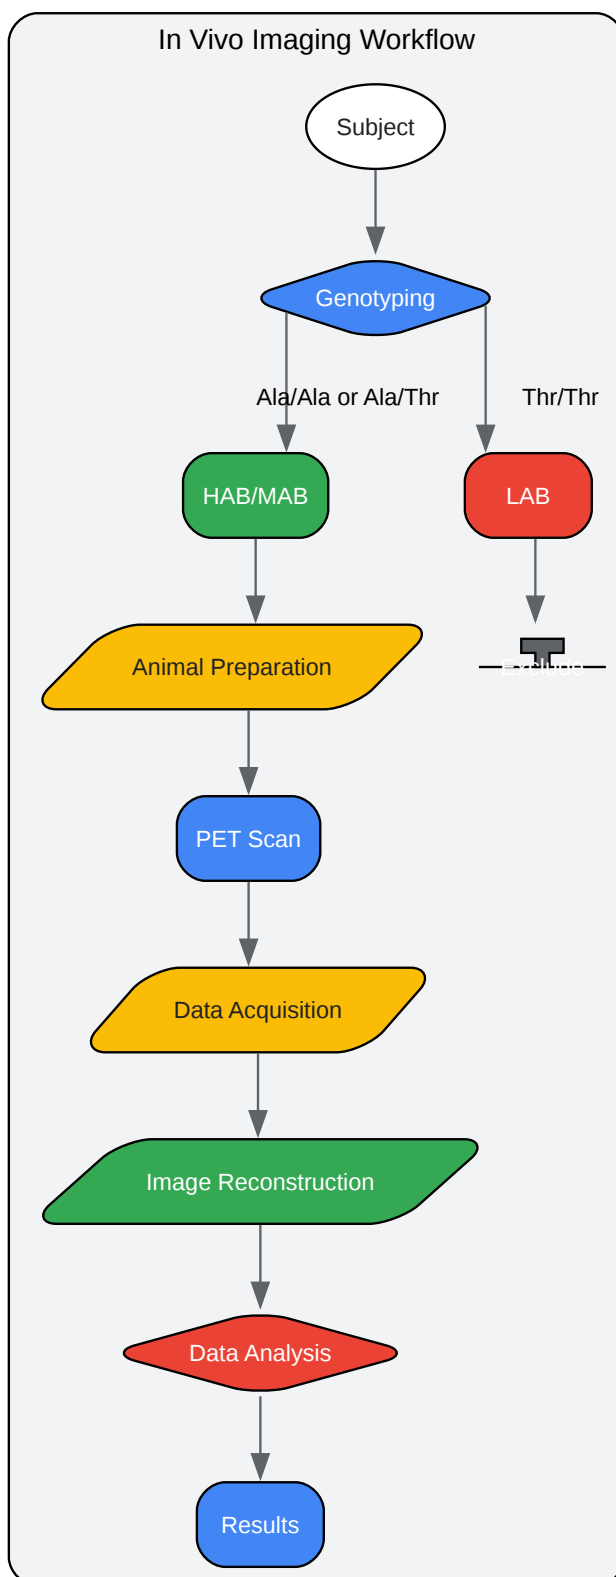 In Vivo Imaging Workflow
Subject
Genotyping
Ala/Ala or Ala/Thr
Thr/Thr
HAB/MAB
LAB
Animal Preparation
Exclude
PET Scan
Data Acquisition
Image Reconstruction
Data Analysis
Results